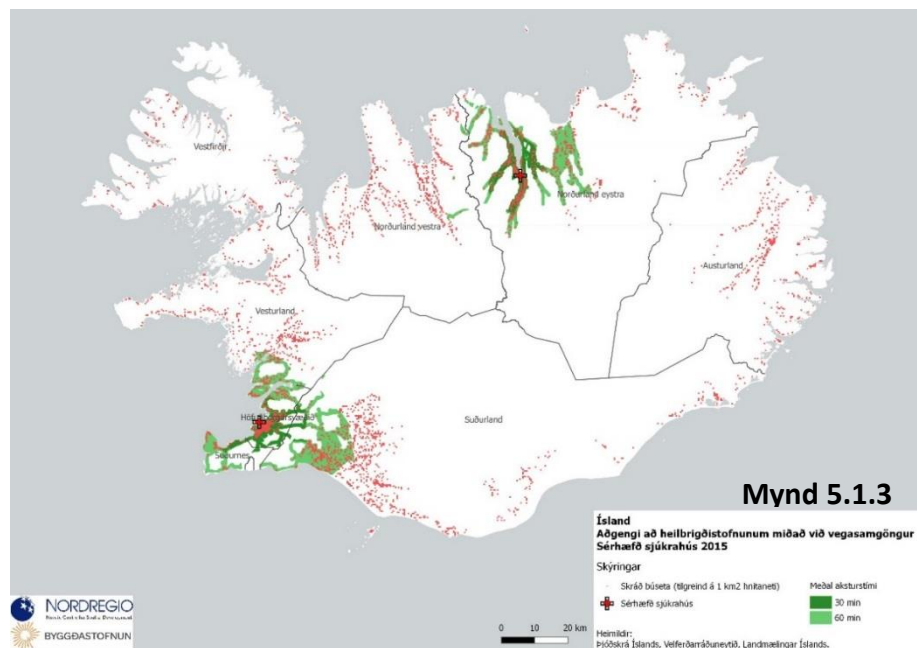 Vestfirðir
Norðurland vestra
Norðurland eystra
Austurland
Vesturland
Höfuðborgarsvæðið
Suðurnes
Suðurland
Mynd 5.1.3
Ísland
Aðgengi að heilbrigðistofnunum miðað við vegasamgöngur
Sérhæfð sjúkrahús 2015
Skýringar
Skráð búseta (tilgreind á 1 km2 hnitaneti)
Sérhæfð sjúkrahús
Meðal aksturstími
30 min
60 min
Heimildir:
Þjóðskrá Íslands, Velferðarráðuneytið, Landmælingar Íslands.
0 10 20 km
NORDREGIO
BYGGÐASTOFNUN